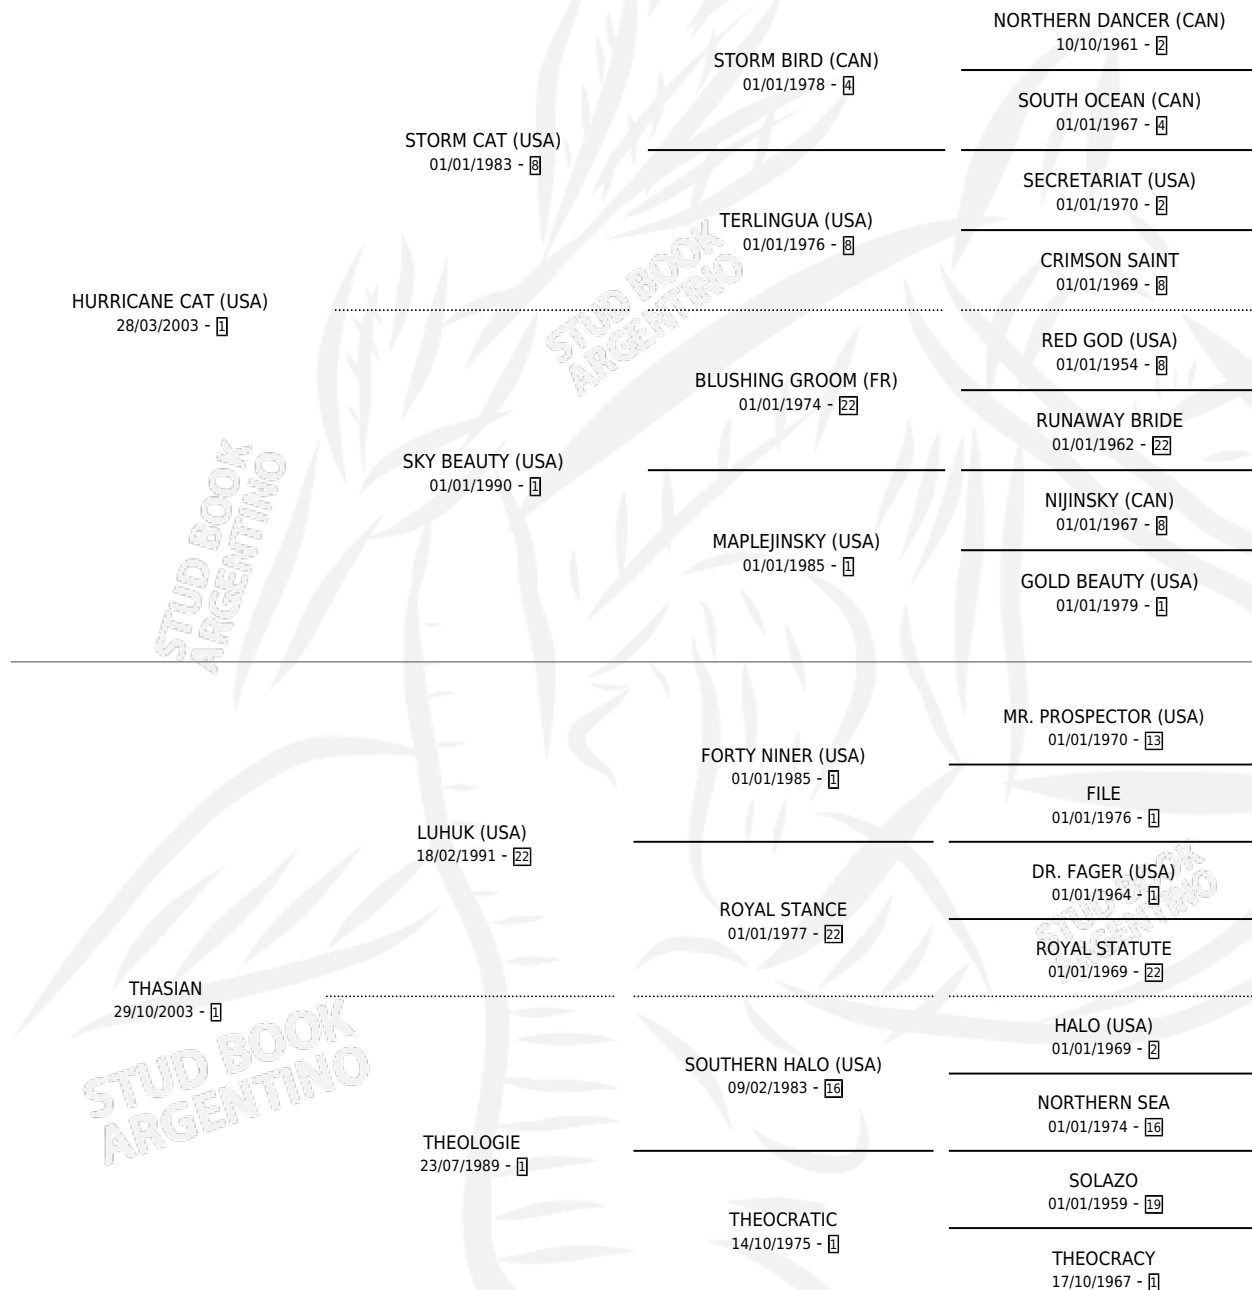 NORTHERN DANCER (CAN)
10/10/1961 - 2
STORM BIRD (CAN)
01/01/1978 - 4
SOUTH OCEAN (CAN)
01/01/1967 - 4
STORM CAT (USA)
01/01/1983 - 8
SECRETARIAT (USA)
01/01/1970 - 2
TERLINGUA (USA)
01/01/1976 - 8
CRIMSON SAINT
01/01/1969 - 8
HURRICANE CAT (USA)
28/03/2003 - 1
STUD BOOK
ARGENTINO
RED GOD (USA)
01/01/1954 - 8
BLUSHING GROOM (FR)
01/01/1974 - 22
RUNAWAY BRIDE
01/01/1962 - 22
SKY BEAUTY (USA)
01/01/1990 - 1
NIJINSKY (CAN)
01/01/1967 - 8
MAPLEJINSKY (USA)
01/01/1985 - 1
GOLD BEAUTY (USA)
01/01/1979 - 1
STUD BOOK
ARGENTINO
MR. PROSPECTOR (USA)
01/01/1970 - 13
FORTY NINER (USA)
01/01/1985 - 1
FILE
01/01/1976 - 1
LUHUK (USA)
18/02/1991 - 22
DR. FAGER (USA)
01/01/1964 - 1
STUD BOOK
ARGENTINO
ROYAL STANCE
01/01/1977 - 22
ROYAL STATUTE
01/01/1969 - 22
THASIAN
29/10/2003 - 1
STUD BOOK
ARGENTINO
HALO (USA)
01/01/1969 - 2
SOUTHERN HALO (USA)
09/02/1983 - 16
NORTHERN SEA
01/01/1974 - 16
THEOLOGIE
23/07/1989 - 1
SOLAZO
01/01/1959 - 19
THEOCRATIC
14/10/1975 - 1
THEOCRACY
17/10/1967 - 1